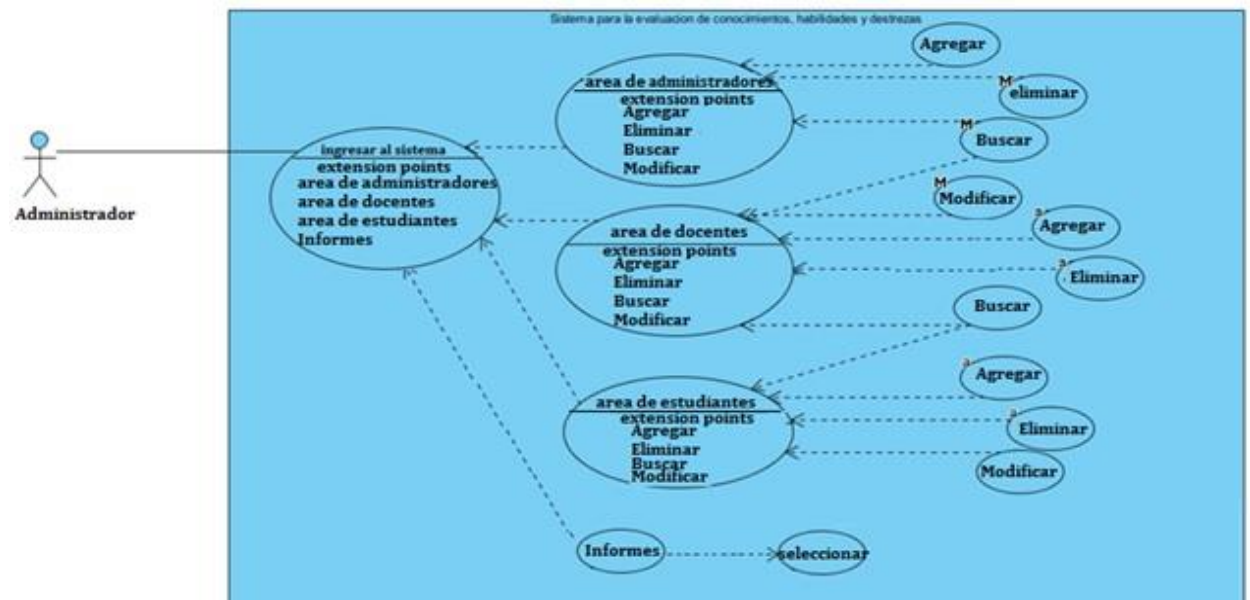 Sistema para la evaluacion de conocimientos, habilidades y destrezas
Administrador
ingresar al sistema
extension points
area de administradores
area de docentes
area de estudiantes
Informes
area de administradores
extension points
Agregar
Eliminar
Buscar
Modificar
area de docentes
extension points
Agregar
Eliminar
Buscar
Modificar
area de estudiantes
extension points
Agregar
Eliminar
Buscar
Modificar
Informes
seleccionar
Agregar
M
eliminar
M
Buscar
M
Modificar
a
Agregar
a
Eliminar
Buscar
a
Agregar
a
Eliminar
Modificar